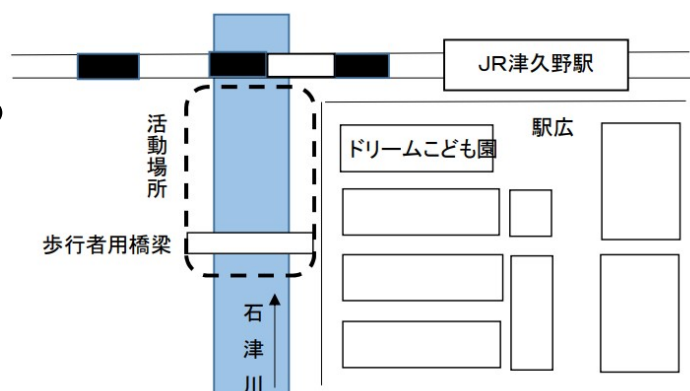 JR津久野駅
駅広
ドリームこども園
活動場所
歩行者用橋梁
石津川